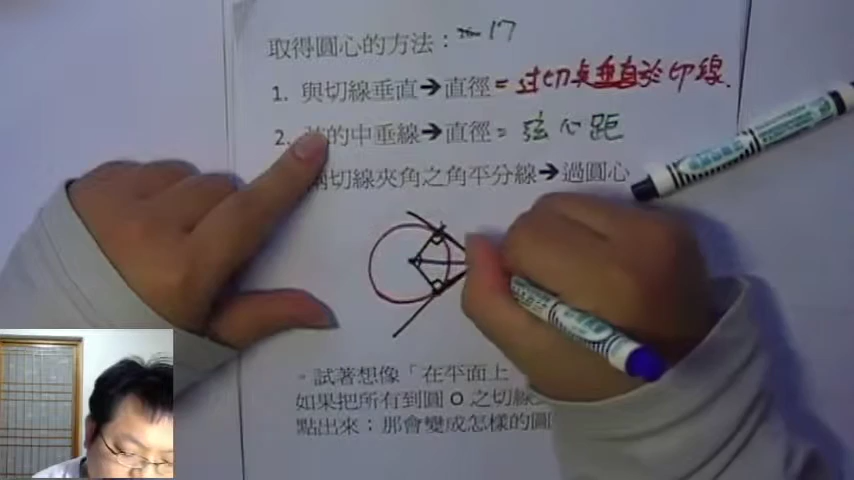 取得圓心的方法：17
1. 與切線垂直→直徑=过切点垂直於切線.
2. 的中垂線→直徑=弦心距
兩切線夾角之角平分線→過圓心
。試著想像「在平面上
如果把所有到圓O之切線
點出來；那會變成怎樣的圖